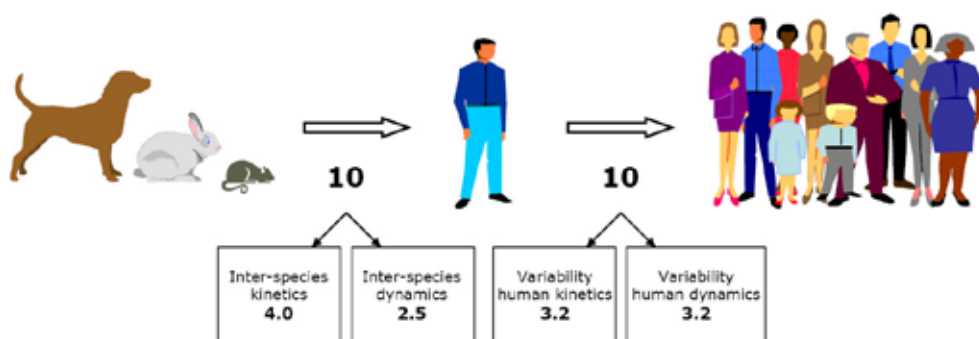 10
10
Inter-species
kinetics
4.0
Inter-species
dynamics
2.5
Variability
human kinetics
3.2
Variability
human dynamics
3.2